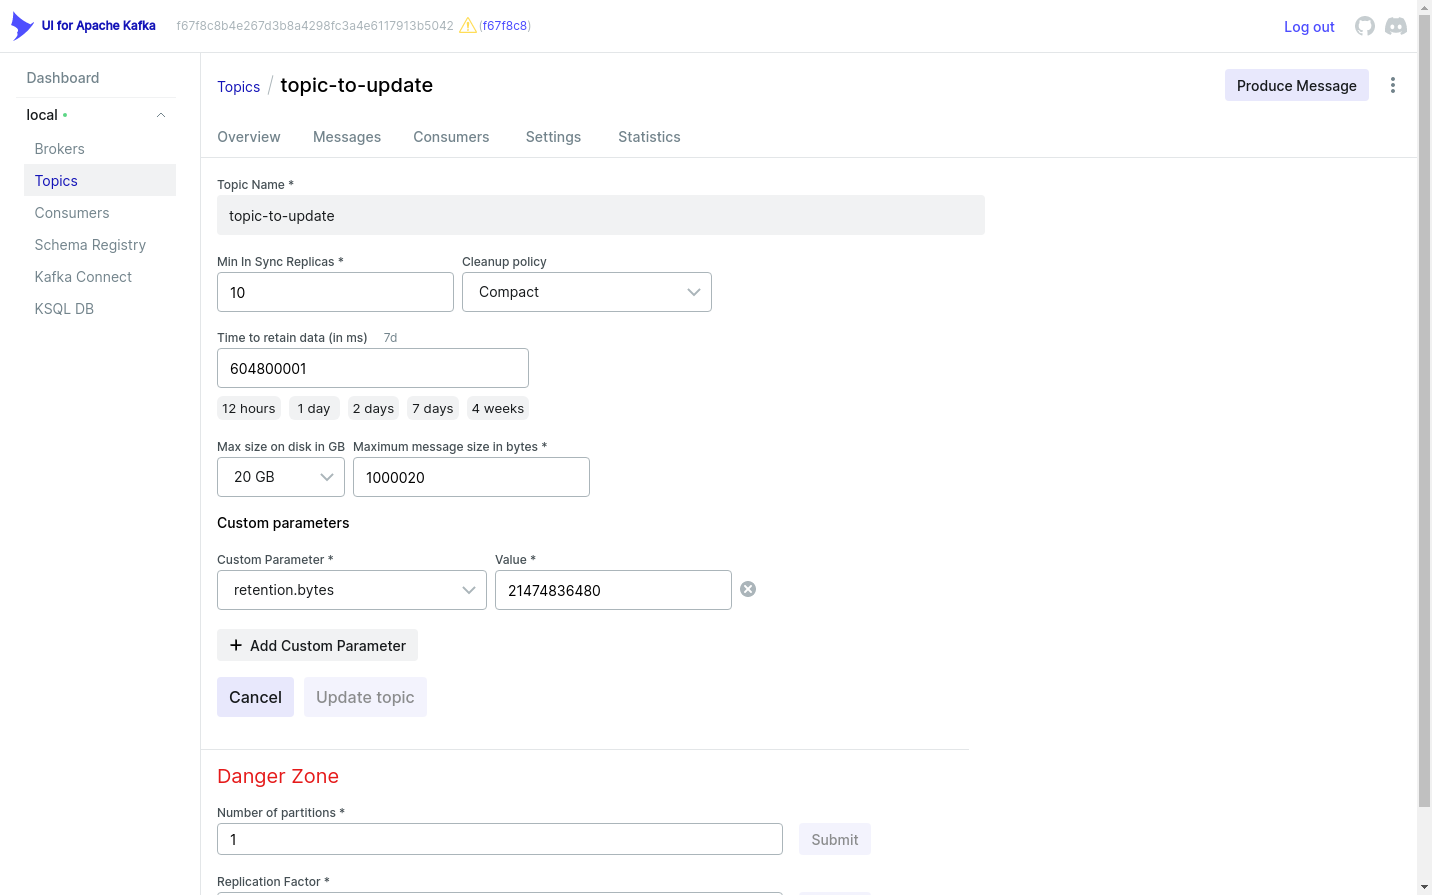 UI for Apache Kafka f67f8c8b4e267d3b8a4298fc3a4e6117913b5042 (f67f8c8) Log out
Dashboard
local
Brokers
Topics
Consumers
Schema Registry
Kafka Connect
KSQL DB
Topics / topic-to-update Produce Message
Overview Messages Consumers Settings Statistics
Topic Name *
topic-to-update
Min In Sync Replicas * Cleanup policy
10 Compact
Time to retain data (in ms) 7d
604800001
12 hours 1 day 2 days 7 days 4 weeks
Max size on disk in GB Maximum message size in bytes *
20 GB 1000020
Custom parameters
Custom Parameter * Value *
retention.bytes 21474836480
+ Add Custom Parameter
Cancel Update topic
Danger Zone
Number of partitions *
1 Submit
Replication Factor *